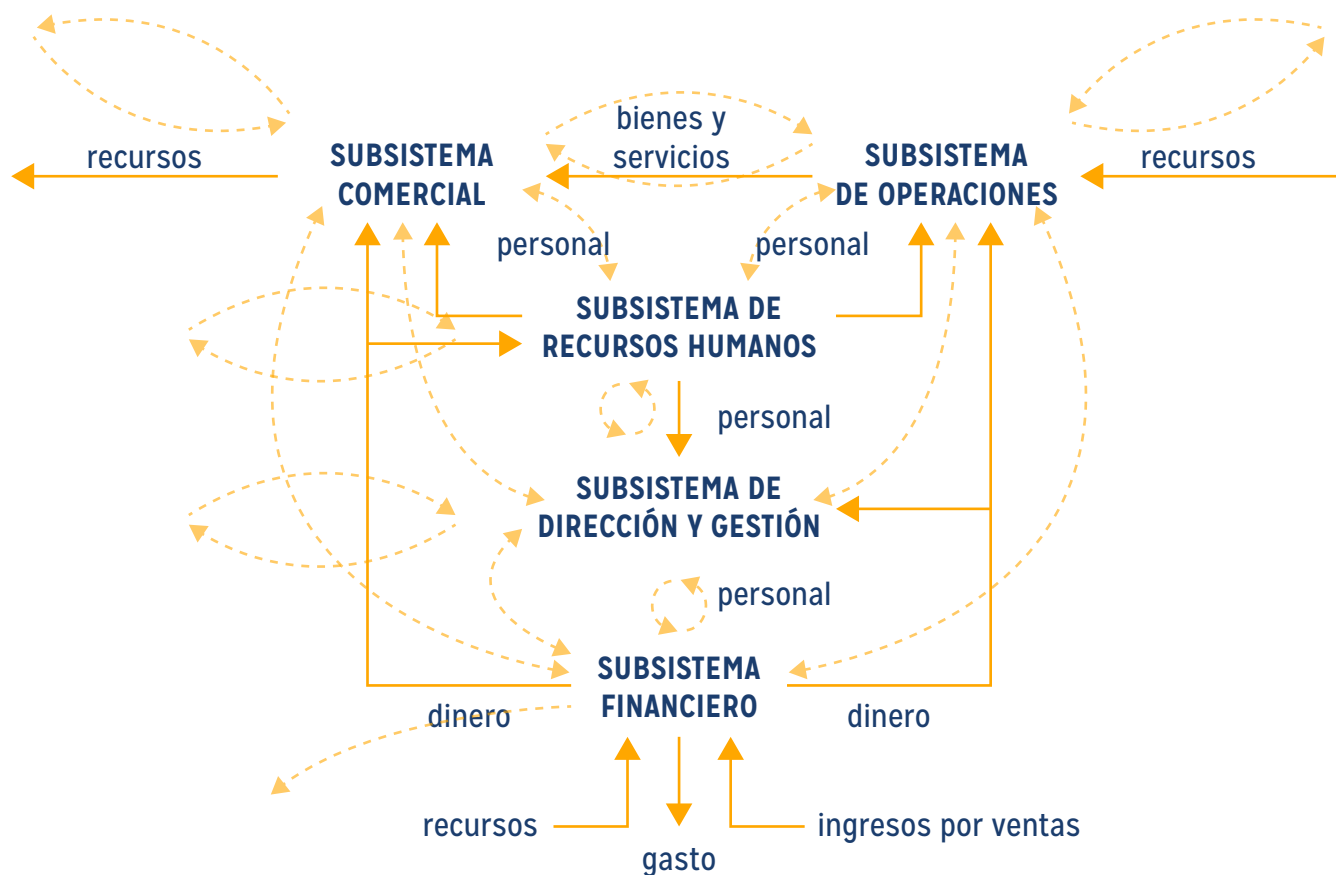 bienes y
servicios
recursos
SUBSISTEMA
COMERCIAL
SUBSISTEMA
DE OPERACIONES
recursos
personal
personal
SUBSISTEMA DE
RECURSOS HUMANOS
personal
SUBSISTEMA DE
DIRECCIÓN Y GESTIÓN
personal
SUBSISTEMA
FINANCIERO
dinero
dinero
recursos
ingresos por ventas
gasto